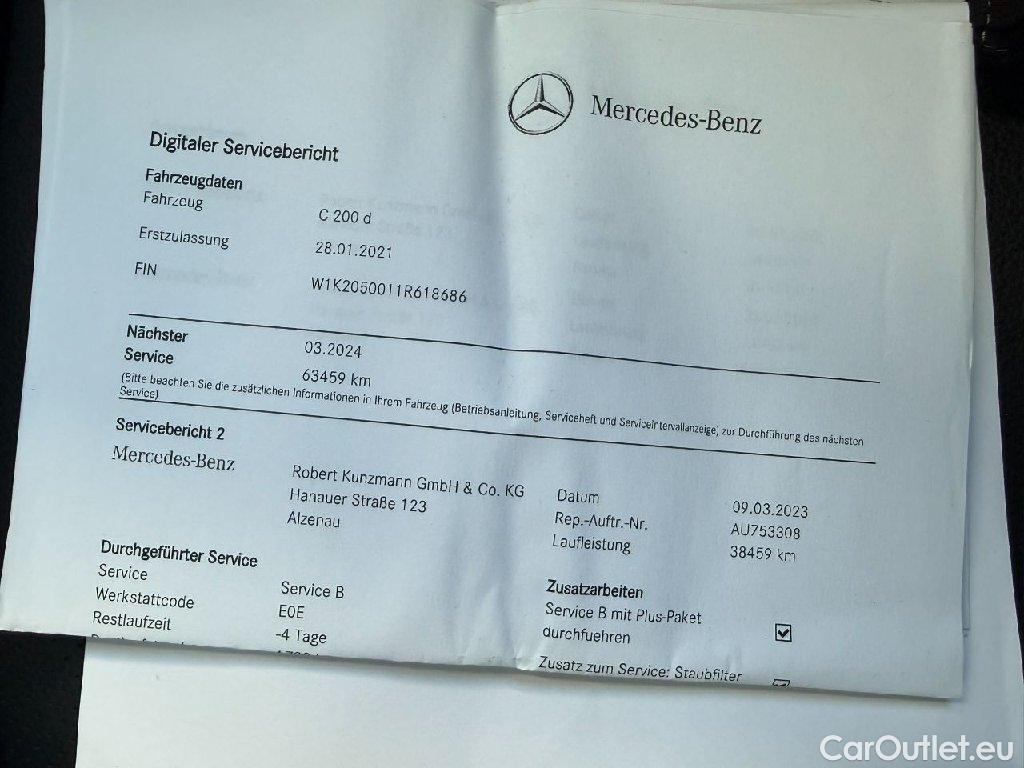 Mercedes-Benz
Digitaler Servicebericht
Fahrzeugdaten
Fahrzeug C 200 d
Erstzulassung 28.01.2021
FIN W1K2050011R618686
Nächster Service 03.2024
63459 km
(Bitte beachten Sie die zusätzlichen Informationen in Ihrem Fahrzeug (Betriebsanleitung, Serviceheft und Serviceintervallanzeige) zur Durchführung des nächsten
Service)
Servicebericht 2
Mercedes-Benz
Robert Kunzmann GmbH & Co. KG
Hanauer Straße 123
Alzenau
Datum 09.03.2023
Rep.-Auftr.-Nr. AU753308
Laufleistung 38459 km
Durchgeführter Service
Service Service B
Werkstattcode E0E
Restlaufzeit -4 Tage
Zusatzarbeiten
Service B mit Plus-Paket
durchfuehren
Zusatz zum Service: Staubfilter
CarOutlet.eu